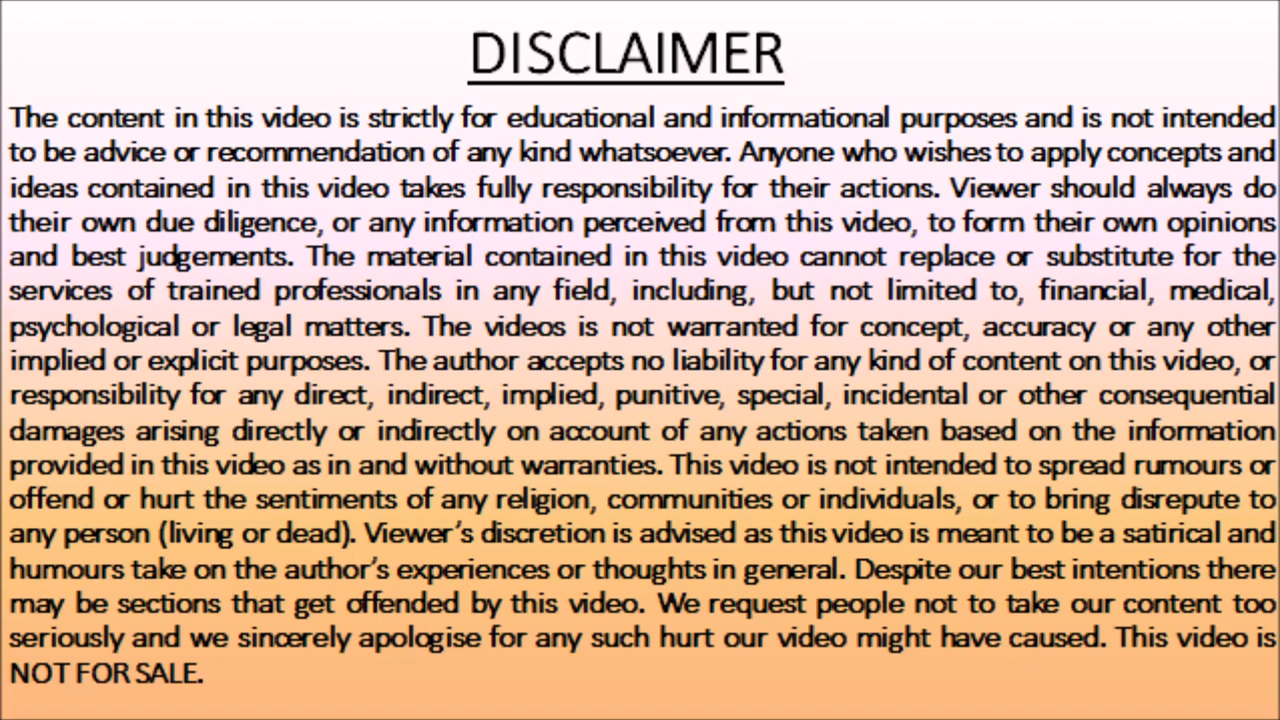 DISCLAIMER
The content in this video is strictly for educational and informational purposes and is not intended
to be advice or recommendation of any kind whatsoever. Anyone who wishes to apply concepts and
ideas contained in this video takes fully responsibility for their actions. Viewer should always do
their own due diligence, or any information perceived from this video, to form their own opinions
and best judgements. The material contained in this video cannot replace or substitute for the
services of trained professionals in any field, including, but not limited to, financial, medical,
psychological or legal matters. The videos is not warranted for concept, accuracy or any other
implied or explicit purposes. The author accepts no liability for any kind of content on this video, or
responsibility for any direct, indirect, implied, punitive, special, incidental or other consequential
damages arising directly or indirectly on account of any actions taken based on the information
provided in this video as in and without warranties. This video is not intended to spread rumours or
offend or hurt the sentiments of any religion, communities or individuals, or to bring disrepute to
any person (living or dead). Viewer’s discretion is advised as this video is meant to be a satirical and
humours take on the author’s experiences or thoughts in general. Despite our best intentions there
may be sections that get offended by this video. We request people not to take our content too
seriously and we sincerely apologise for any such hurt our video might have caused. This video is
NOT FOR SALE.